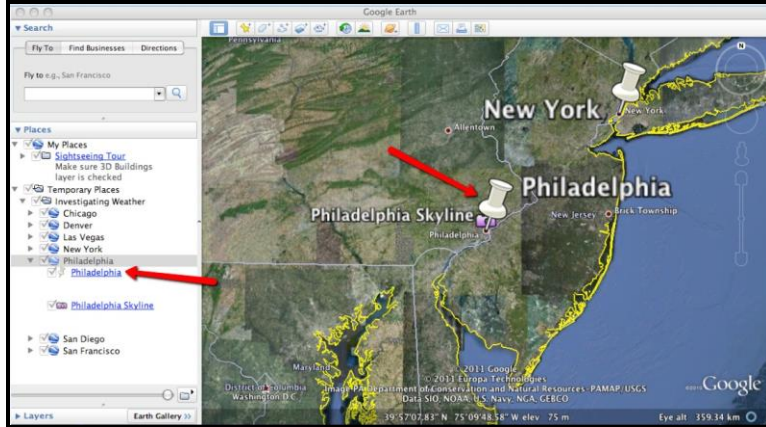 Google Earth
Search
Fly To
Find Businesses
Directions
Fly to e.g., San Francisco
Places
My Places
Sightseeing Tour
Make sure 3D Buildings
layer is checked
Temporary Places
Investigating Weather
Chicago
Denver
Las Vegas
New York
Philadelphia
Philadelphia
Philadelphia Skyline
San Diego
San Francisco
Layers
Earth Gallery >>
Pennsylvania
Allentown
New York
New York
Philadelphia
Philadelphia Skyline
New Jersey
Brick Township
Philadelphia
Maryland
District of Columbia
Washington D.C.
© 2011 Google
© 2011 Europa Technologies
Image PA Department of Conservation and Natural Resources-PAMAP/USGS
Data SIO, NOAA, U.S. Navy, NGA, GEBCO
©2011 Google
39°57'07.83" N 75°09'48.58" W elev 75 m
Eye alt 359.34 km
N